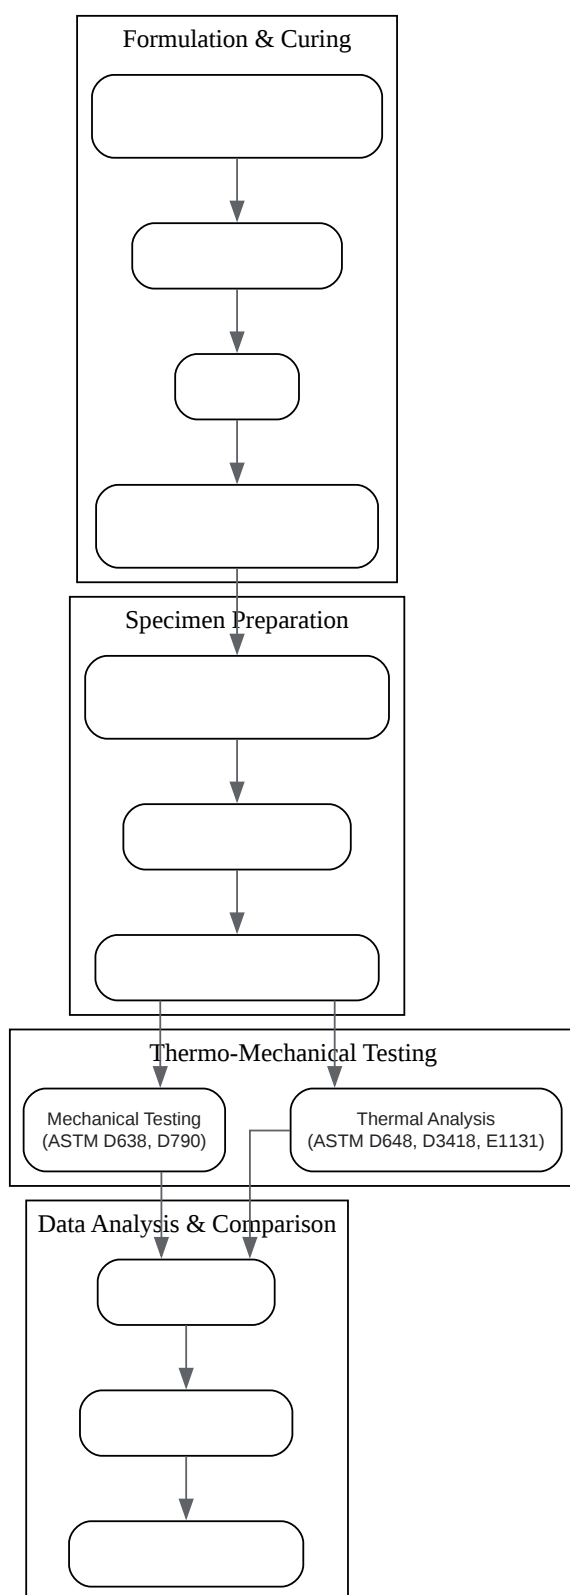 Formulation & Curing
Specimen Preparation
Thermo-Mechanical Testing
Mechanical Testing
(ASTM D638, D790)
Thermal Analysis
(ASTM D648, D3418, E1131)
Data Analysis & Comparison